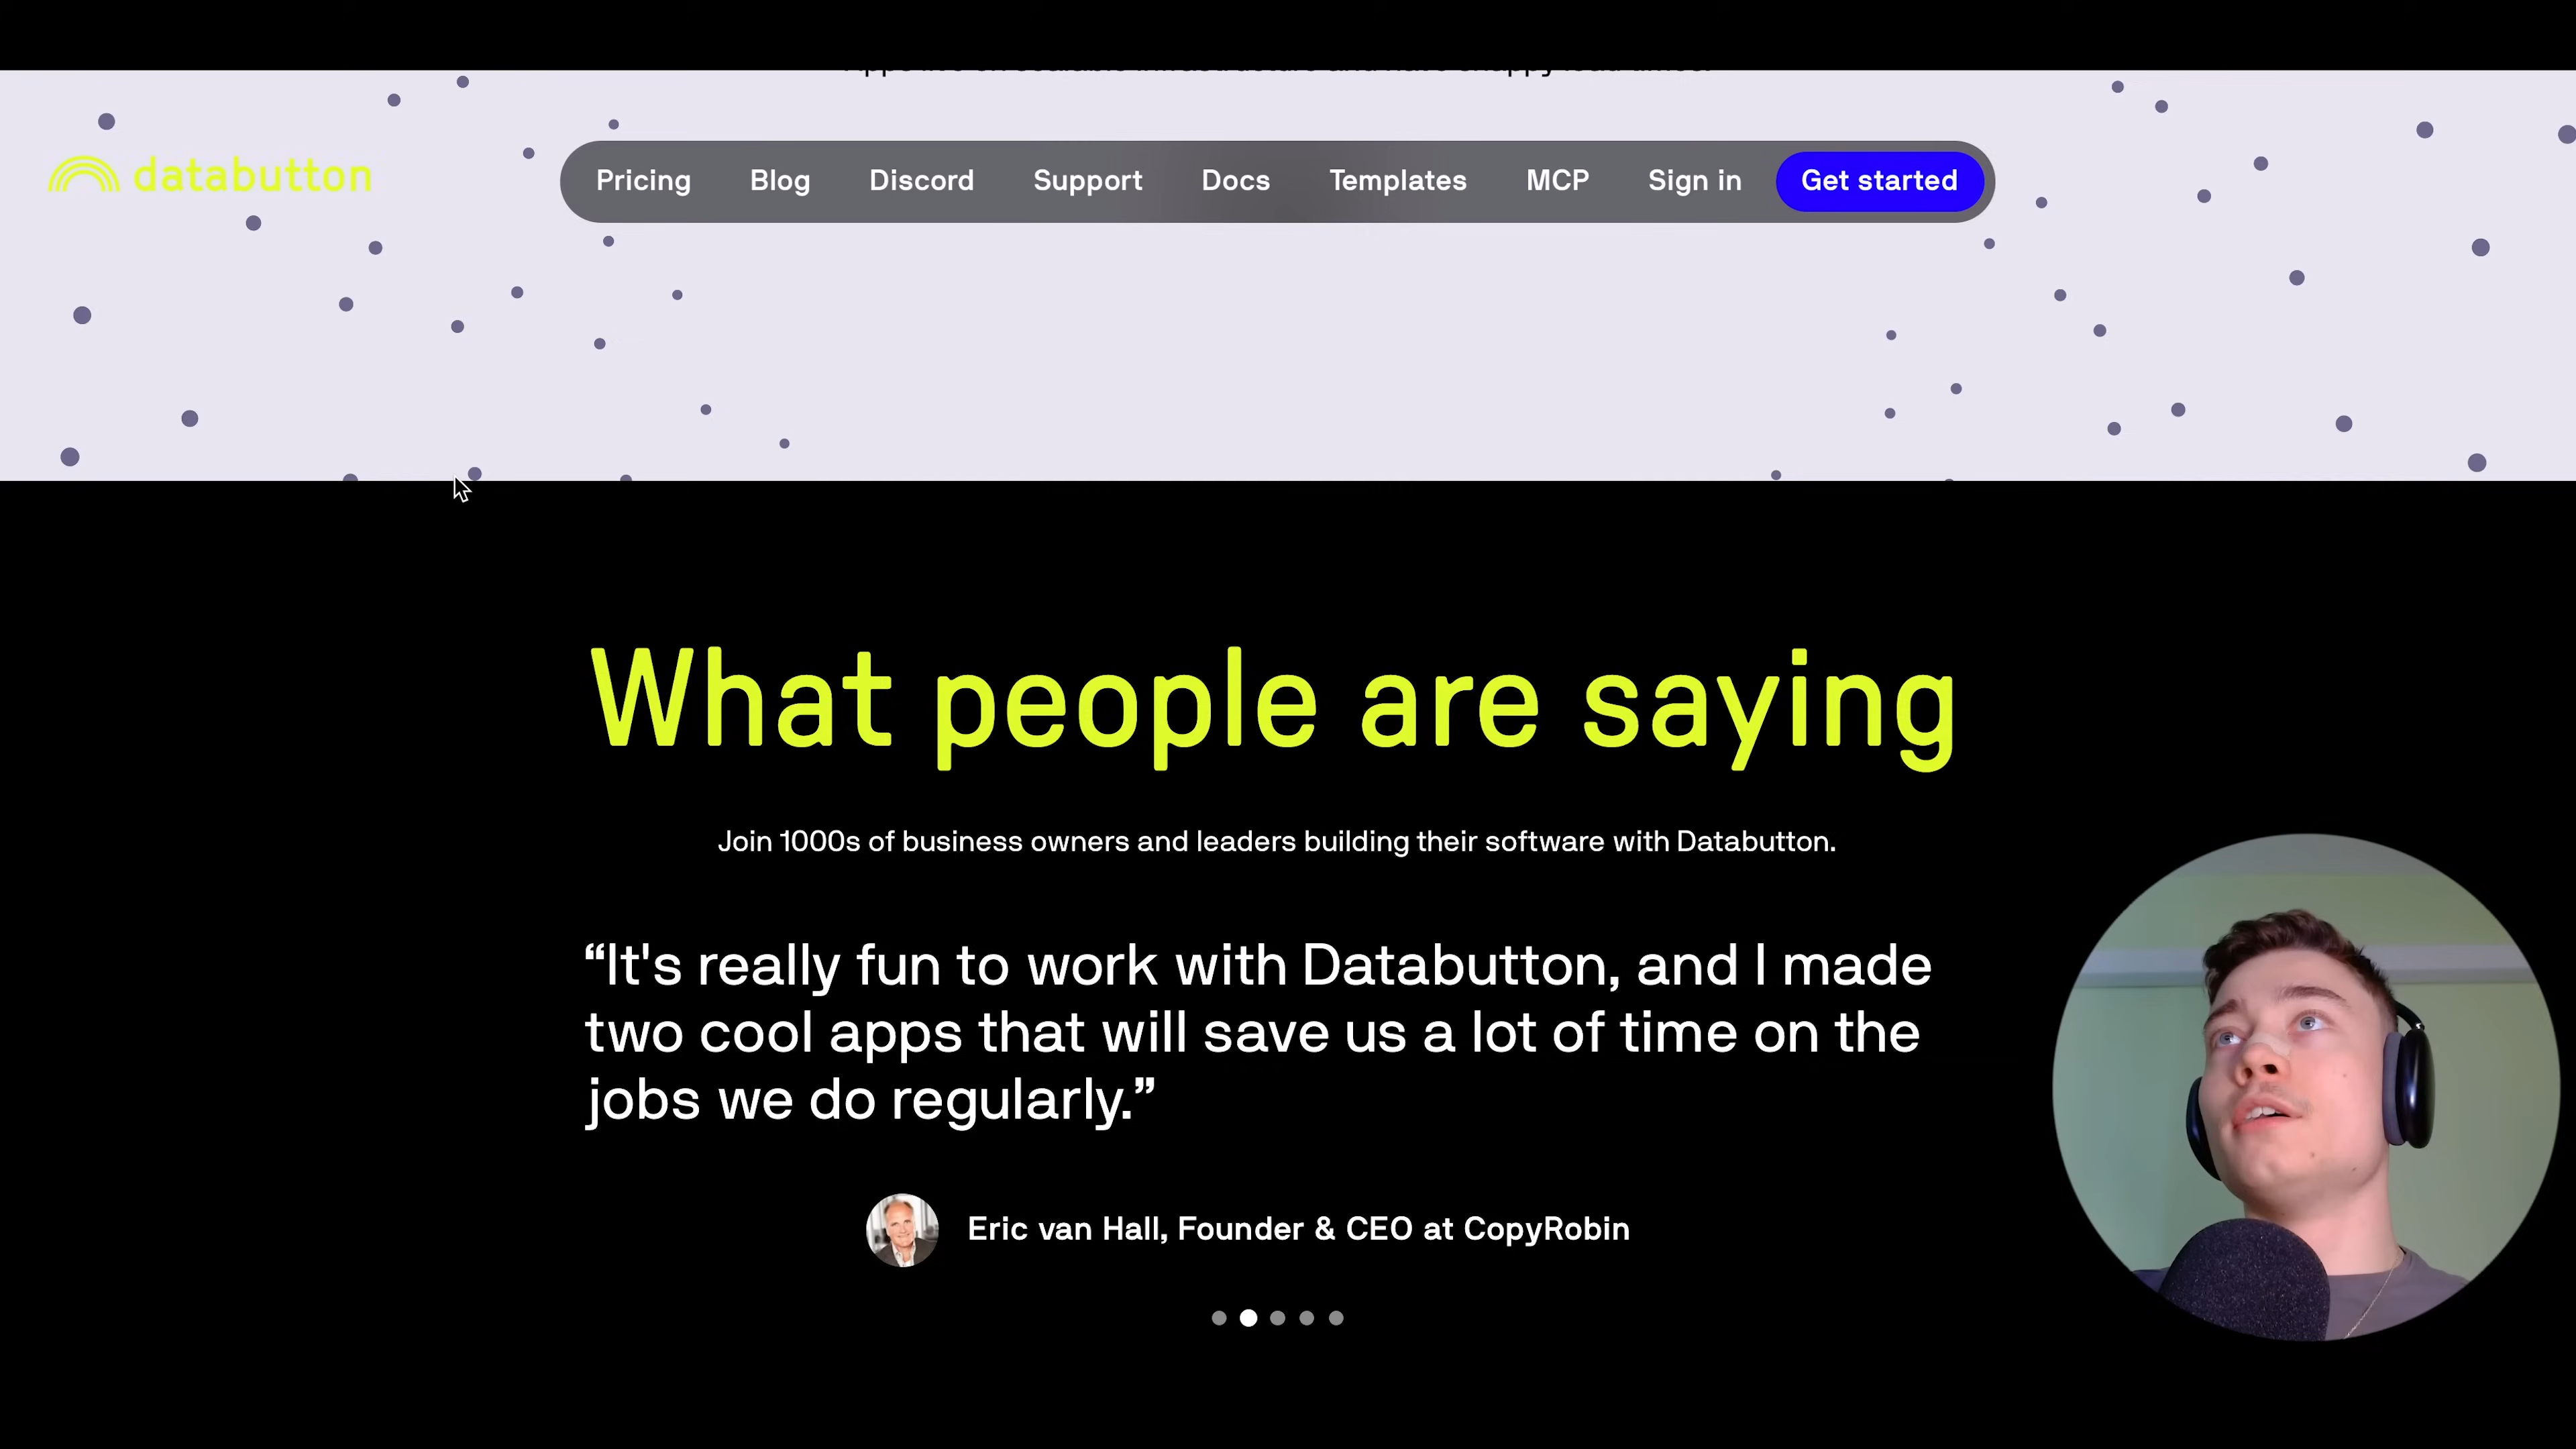 databutton
Pricing Blog Discord Support Docs Templates MCP Sign in Get started
What people are saying
Join 1000s of business owners and leaders building their software with Databutton.
“It's really fun to work with Databutton, and I made
two cool apps that will save us a lot of time on the
jobs we do regularly.”
Eric van Hall, Founder & CEO at CopyRobin